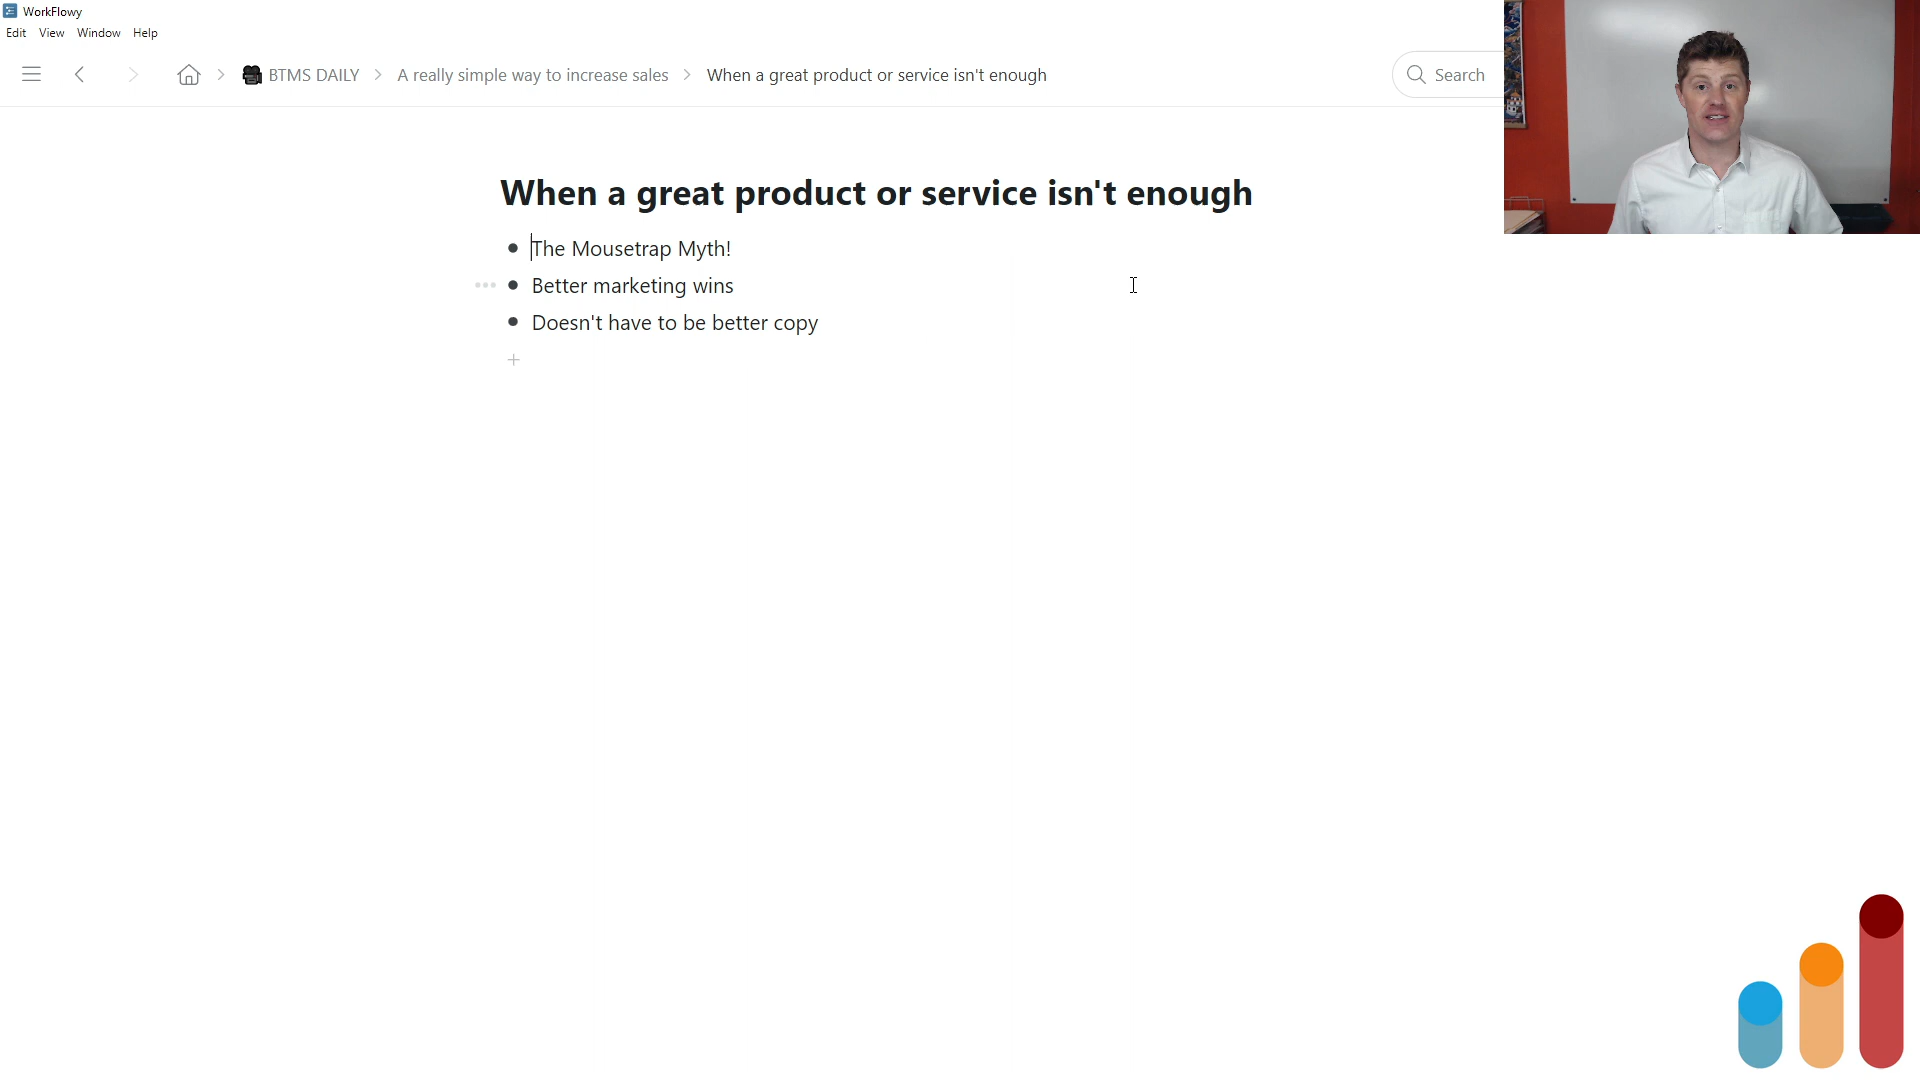 WorkFlowy
Edit View Window Help
BTMS DAILY > A really simple way to increase sales > When a great product or service isn't enough
Search
When a great product or service isn't enough
The Mousetrap Myth!
Better marketing wins
Doesn't have to be better copy